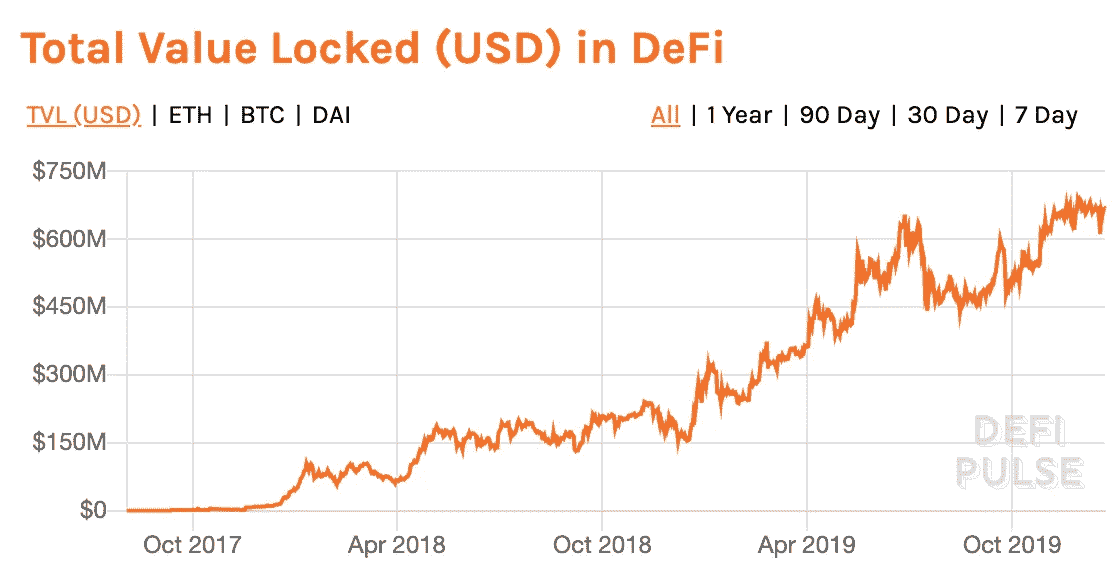 Total Value Locked (USD) in DeFi
TVL (USD) | ETH | BTC | DAI
All | 1 Year | 90 Day | 30 Day | 7 Day
$750M
$600M
$450M
$300M
$150M
$0
DEFi
PULSE
Oct 2017
Apr 2018
Oct 2018
Apr 2019
Oct 2019